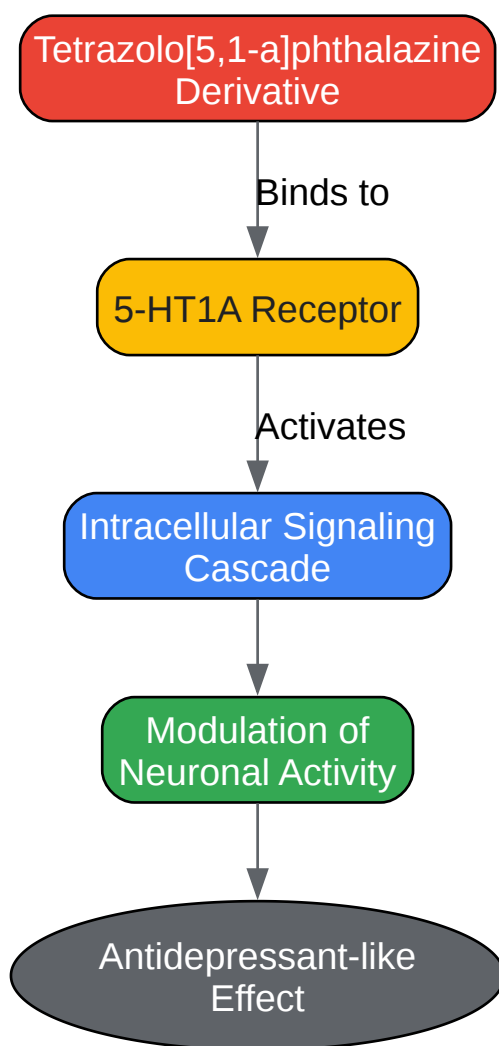 Tetrazolo[5,1-a]phthalazine
Derivative
Binds to
5-HT1A Receptor
Activates
Intracellular Signaling
Cascade
Modulation of
Neuronal Activity
Antidepressant-like
Effect